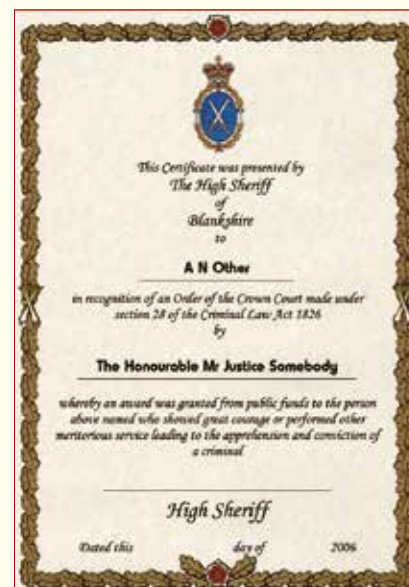 This Certificate was presented by
The High Sheriff
of
Blankshire
to
A N Other
in recognition of an Order of the Crown Court made under
section 28 of the Criminal Law Act 1826
by
The Honourable Mr Justice Somebody
whereby an award was granted from public funds to the person
above named who showed great courage or performed other
meritorious service leading to the apprehension and conviction of
a criminal
High Sheriff
Dated this day of 2006